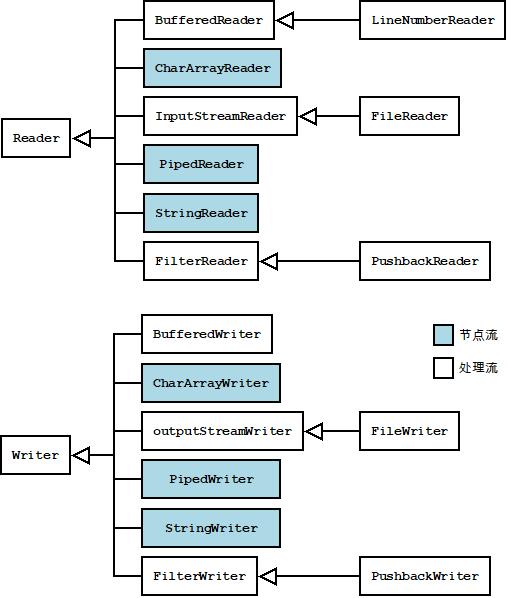 BufferedReader
LineNumberReader
CharArrayReader
InputStreamReader
FileReader
Reader
PipedReader
StringReader
FilterReader
PushbackReader
BufferedWriter
节点流
处理流
CharArrayWriter
outputStreamWriter
FileWriter
Writer
PipedWriter
StringWriter
FilterWriter
PushbackWriter